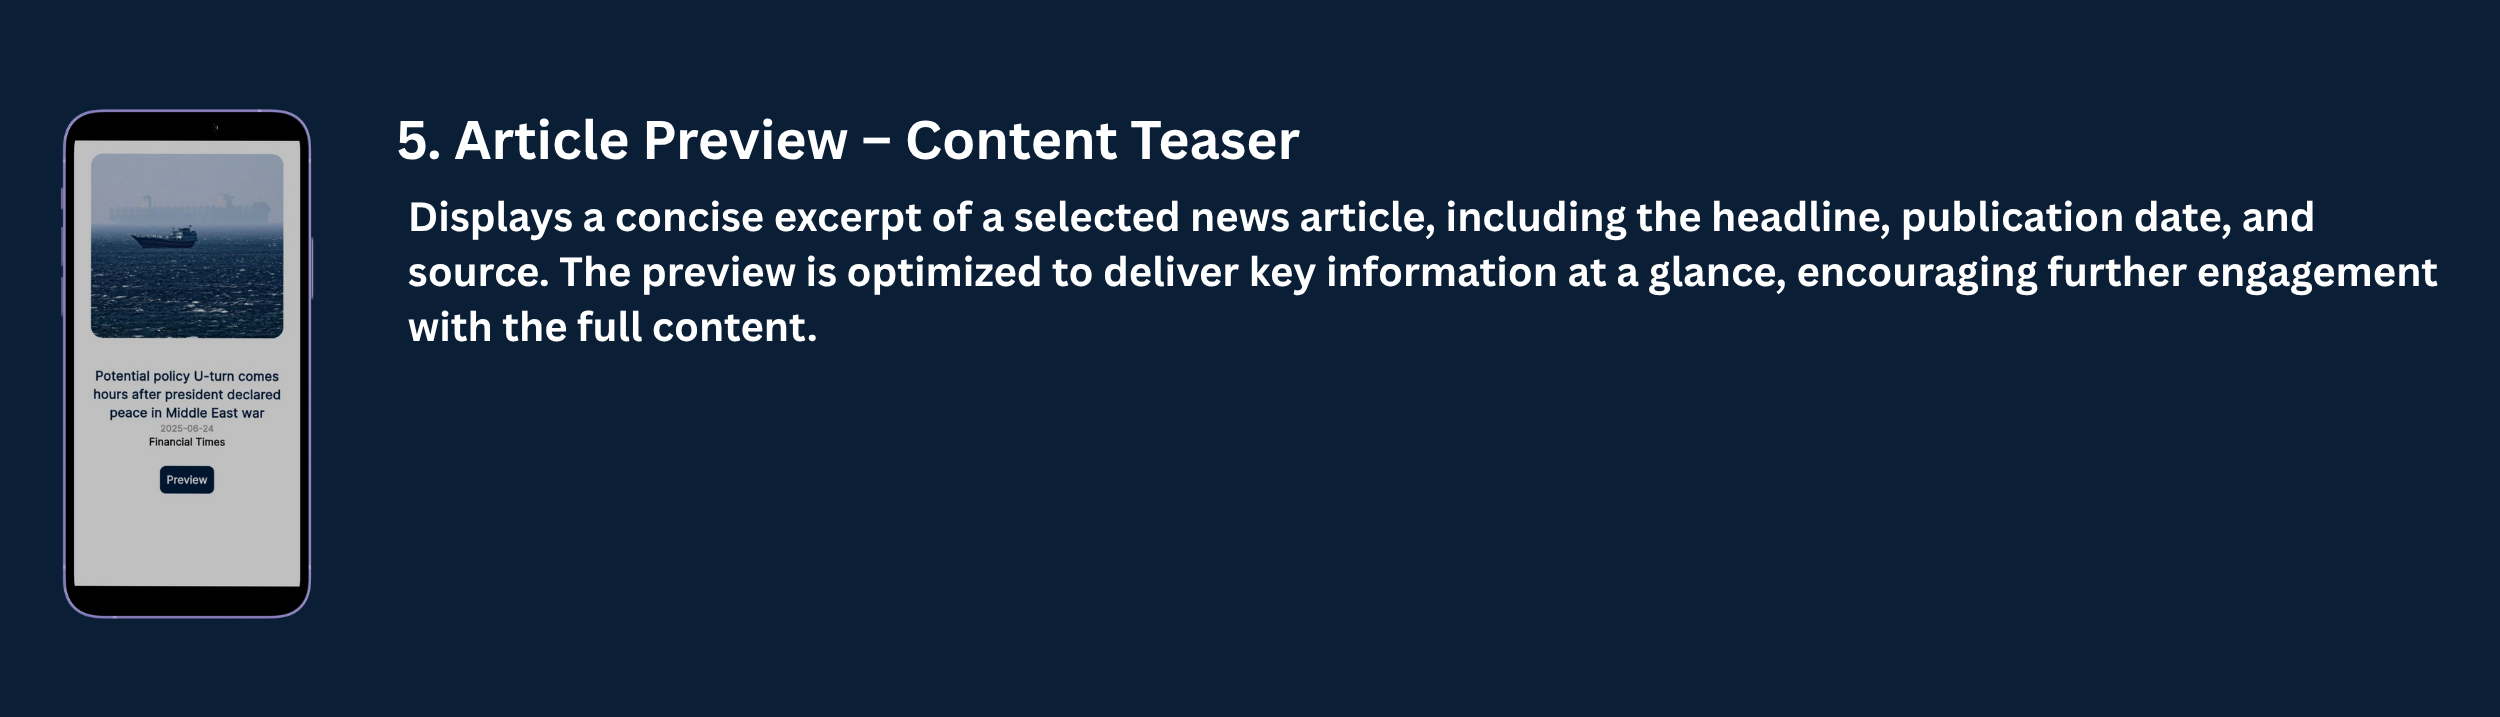 5. Article Preview – Content Teaser
Displays a concise excerpt of a selected news article, including the headline, publication date, and
source. The preview is optimized to deliver key information at a glance, encouraging further engagement
with the full content.
Potential policy U-turn comes
hours after president declared
peace in Middle East war
2025-06-24
Financial Times
Preview